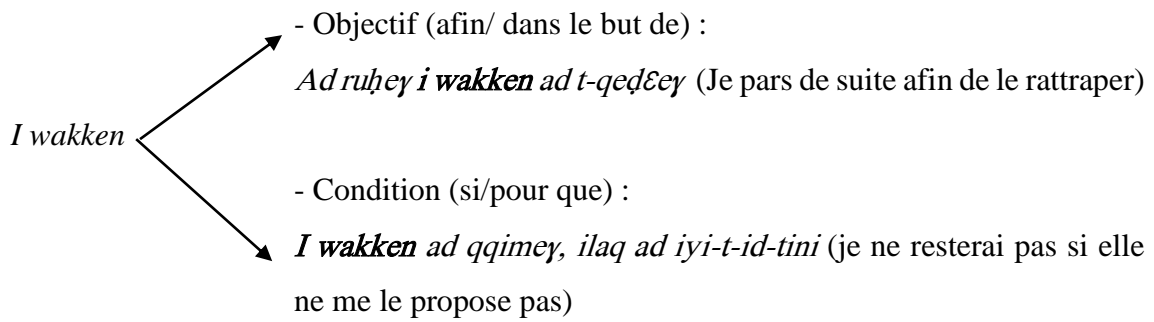 - Objectif (afin/ dans le but de) :
Ad ruḥeɣ i wakken ad t-qeḍɛeɣ (Je pars de suite afin de le rattraper)
I wakken
- Condition (si/pour que) :
I wakken ad qqimeɣ, ilaq ad iyi-t-id-tini (je ne resterai pas si elle
ne me le propose pas)